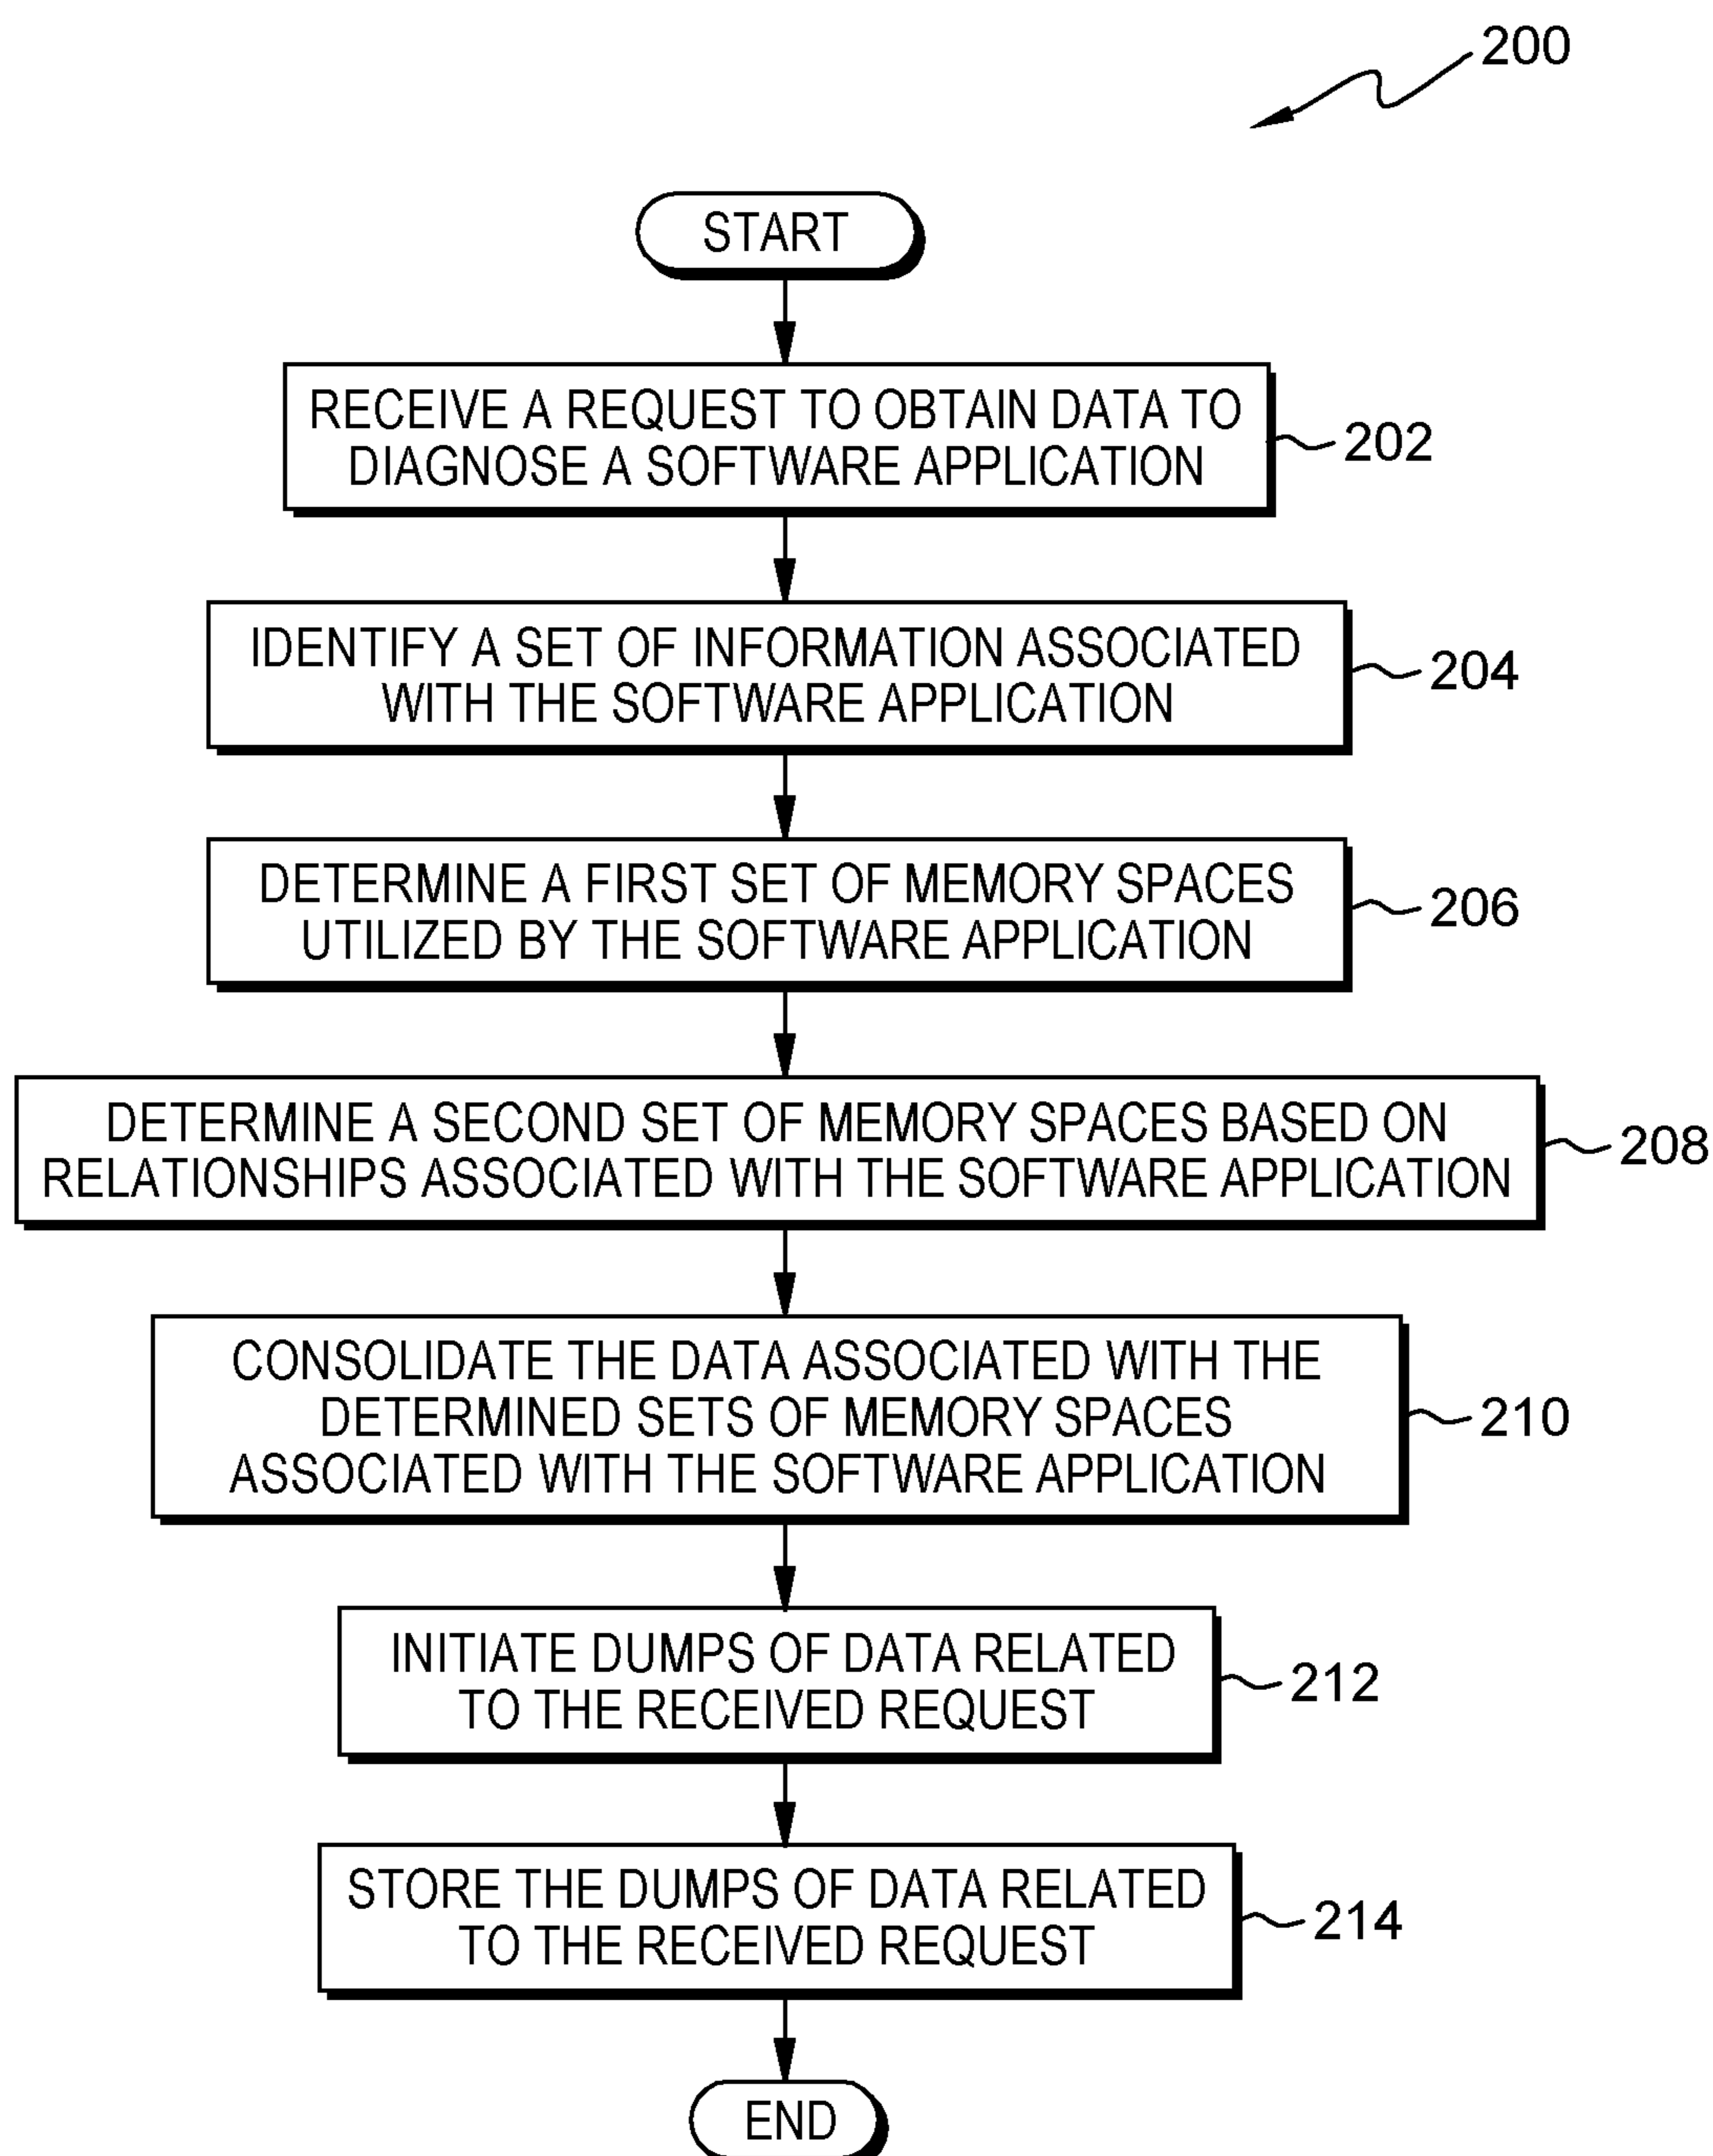 200
START
RECEIVE A REQUEST TO OBTAIN DATA TO
DIAGNOSE A SOFTWARE APPLICATION
202
IDENTIFY A SET OF INFORMATION ASSOCIATED
WITH THE SOFTWARE APPLICATION
204
DETERMINE A FIRST SET OF MEMORY SPACES
UTILIZED BY THE SOFTWARE APPLICATION
206
DETERMINE A SECOND SET OF MEMORY SPACES BASED ON
RELATIONSHIPS ASSOCIATED WITH THE SOFTWARE APPLICATION
208
CONSOLIDATE THE DATA ASSOCIATED WITH THE
DETERMINED SETS OF MEMORY SPACES
ASSOCIATED WITH THE SOFTWARE APPLICATION
210
INITIATE DUMPS OF DATA RELATED
TO THE RECEIVED REQUEST
212
STORE THE DUMPS OF DATA RELATED
TO THE RECEIVED REQUEST
214
END